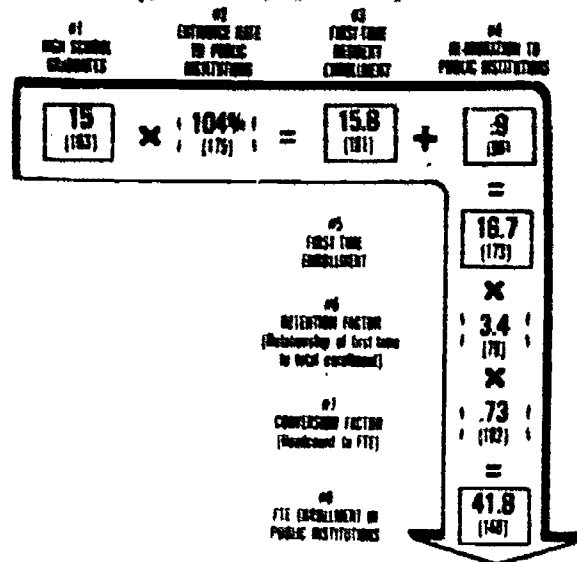 #1
HIGH SCHOOL
GRADUATES
#2
ENTRANCE RATE
TO PUBLIC
INSTITUTIONS
#3
FIRST-TIME
RESIDENT
ENROLLMENT
#4
IN-MIGRATION TO
PUBLIC INSTITUTIONS
15
(163)
×
104%
(175)
=
15.8
(181)
+
.9
=
#5
FIRST TIME
ENROLLMENT
16.7
(173)
×
#6
RETENTION FACTOR
(Relationship of first time
to total enrollment)
3.4
(79)
×
#7
CONVERSION FACTOR
(Headcount to FTE)
.73
(102)
=
#8
FTE ENROLLMENT IN
PUBLIC INSTITUTIONS
41.8